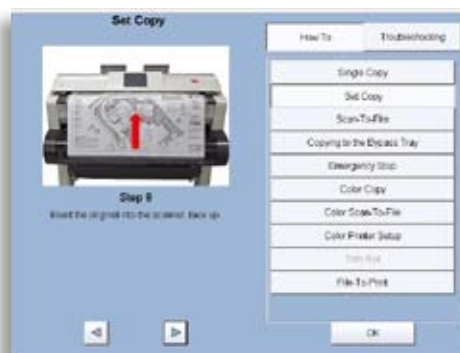 Set Copy
How To
Troubleshooting
Single Copy
Set Copy
Scan-To-File
Copying to the Bypass Tray
Emergency Stop
Color Copy
Color Scan-To-File
Color Printer Setup
File-To-Print
Step 8
Insert the original into the scanner, face up.
OK